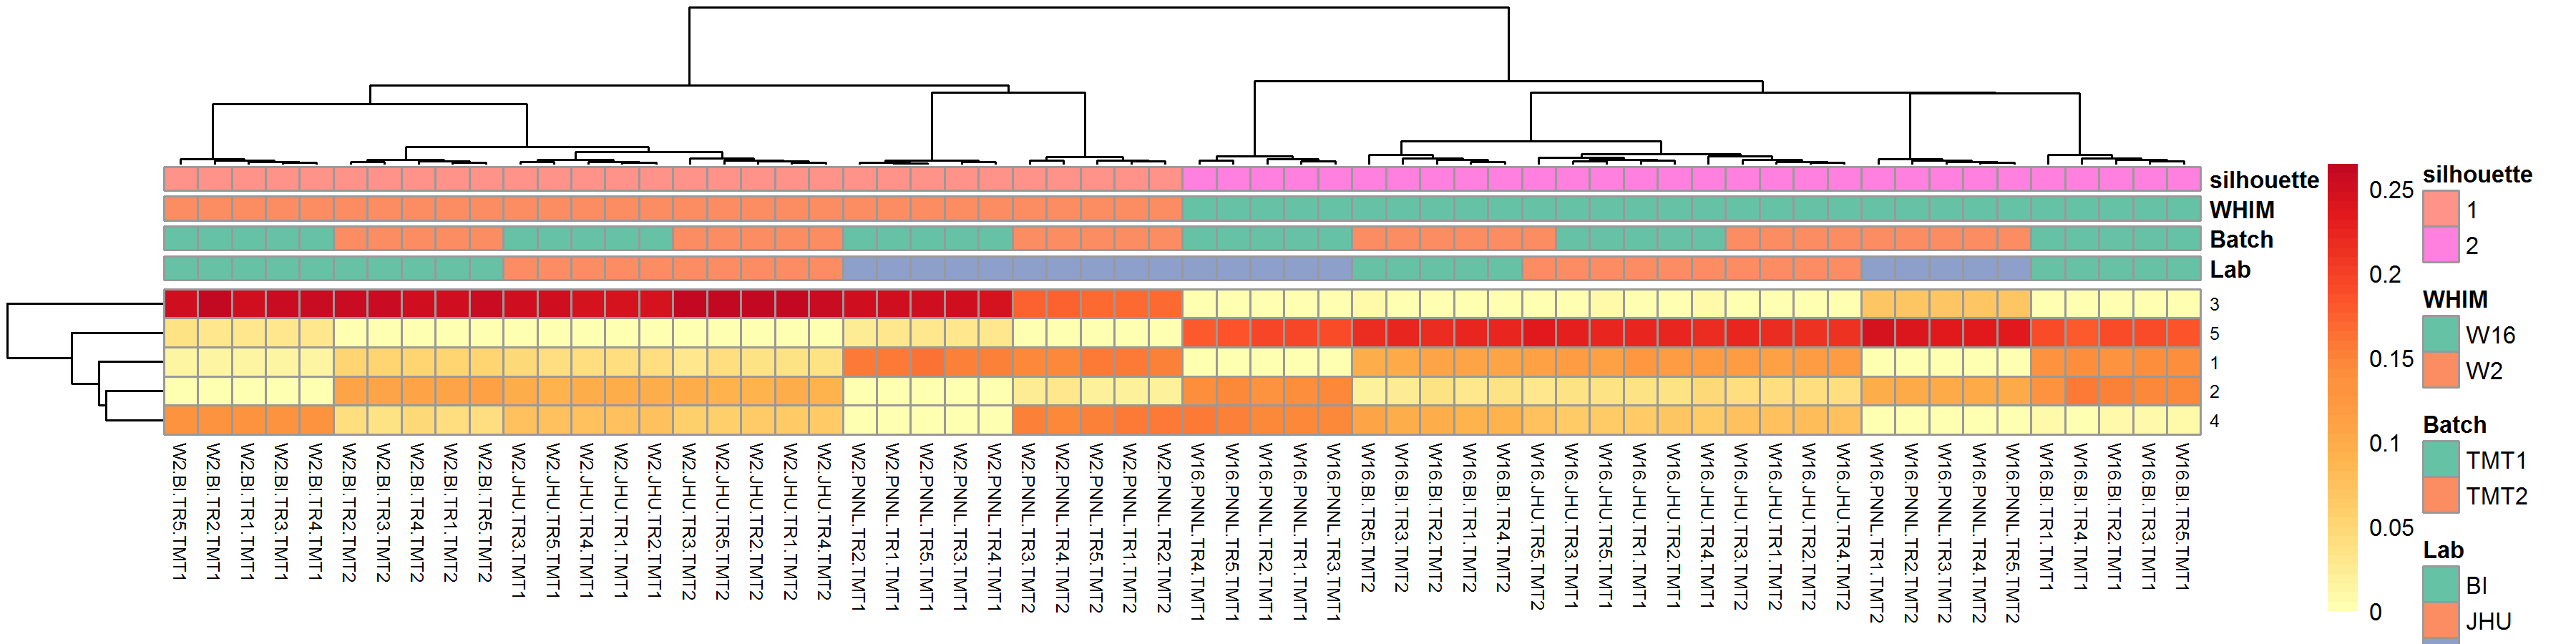 silhouette
WHIM
Batch
Lab
3
5
1
2
4
W2.BI.TR5.TMT1
W2.BI.TR2.TMT1
W2.BI.TR1.TMT1
W2.BI.TR3.TMT1
W2.BI.TR4.TMT1
W2.BI.TR2.TMT2
W2.BI.TR3.TMT2
W2.BI.TR4.TMT2
W2.BI.TR1.TMT2
W2.BI.TR5.TMT2
W2.JHU.TR3.TMT1
W2.JHU.TR5.TMT1
W2.JHU.TR4.TMT1
W2.JHU.TR1.TMT1
W2.JHU.TR2.TMT1
W2.JHU.TR3.TMT2
W2.JHU.TR5.TMT2
W2.JHU.TR2.TMT2
W2.JHU.TR1.TMT2
W2.JHU.TR4.TMT2
W2.PNNL.TR2.TMT1
W2.PNNL.TR1.TMT1
W2.PNNL.TR5.TMT1
W2.PNNL.TR3.TMT1
W2.PNNL.TR4.TMT1
W2.PNNL.TR3.TMT2
W2.PNNL.TR4.TMT2
W2.PNNL.TR5.TMT2
W2.PNNL.TR1.TMT2
W2.PNNL.TR2.TMT2
W16.PNNL.TR4.TMT1
W16.PNNL.TR5.TMT1
W16.PNNL.TR2.TMT1
W16.PNNL.TR1.TMT1
W16.PNNL.TR3.TMT1
W16.BI.TR5.TMT2
W16.BI.TR3.TMT2
W16.BI.TR2.TMT2
W16.BI.TR1.TMT2
W16.BI.TR4.TMT2
W16.JHU.TR5.TMT2
W16.JHU.TR3.TMT1
W16.JHU.TR5.TMT1
W16.JHU.TR1.TMT1
W16.JHU.TR2.TMT1
W16.JHU.TR4.TMT1
W16.JHU.TR3.TMT2
W16.JHU.TR1.TMT2
W16.JHU.TR2.TMT2
W16.JHU.TR4.TMT2
W16.PNNL.TR1.TMT2
W16.PNNL.TR2.TMT2
W16.PNNL.TR3.TMT2
W16.PNNL.TR4.TMT2
W16.PNNL.TR5.TMT2
W16.BI.TR1.TMT1
W16.BI.TR4.TMT1
W16.BI.TR2.TMT1
W16.BI.TR3.TMT1
W16.BI.TR5.TMT1
0.25
0.2
0.15
0.1
0.05
0
silhouette
1
2
WHIM
W16
W2
Batch
TMT1
TMT2
Lab
BI
JHU